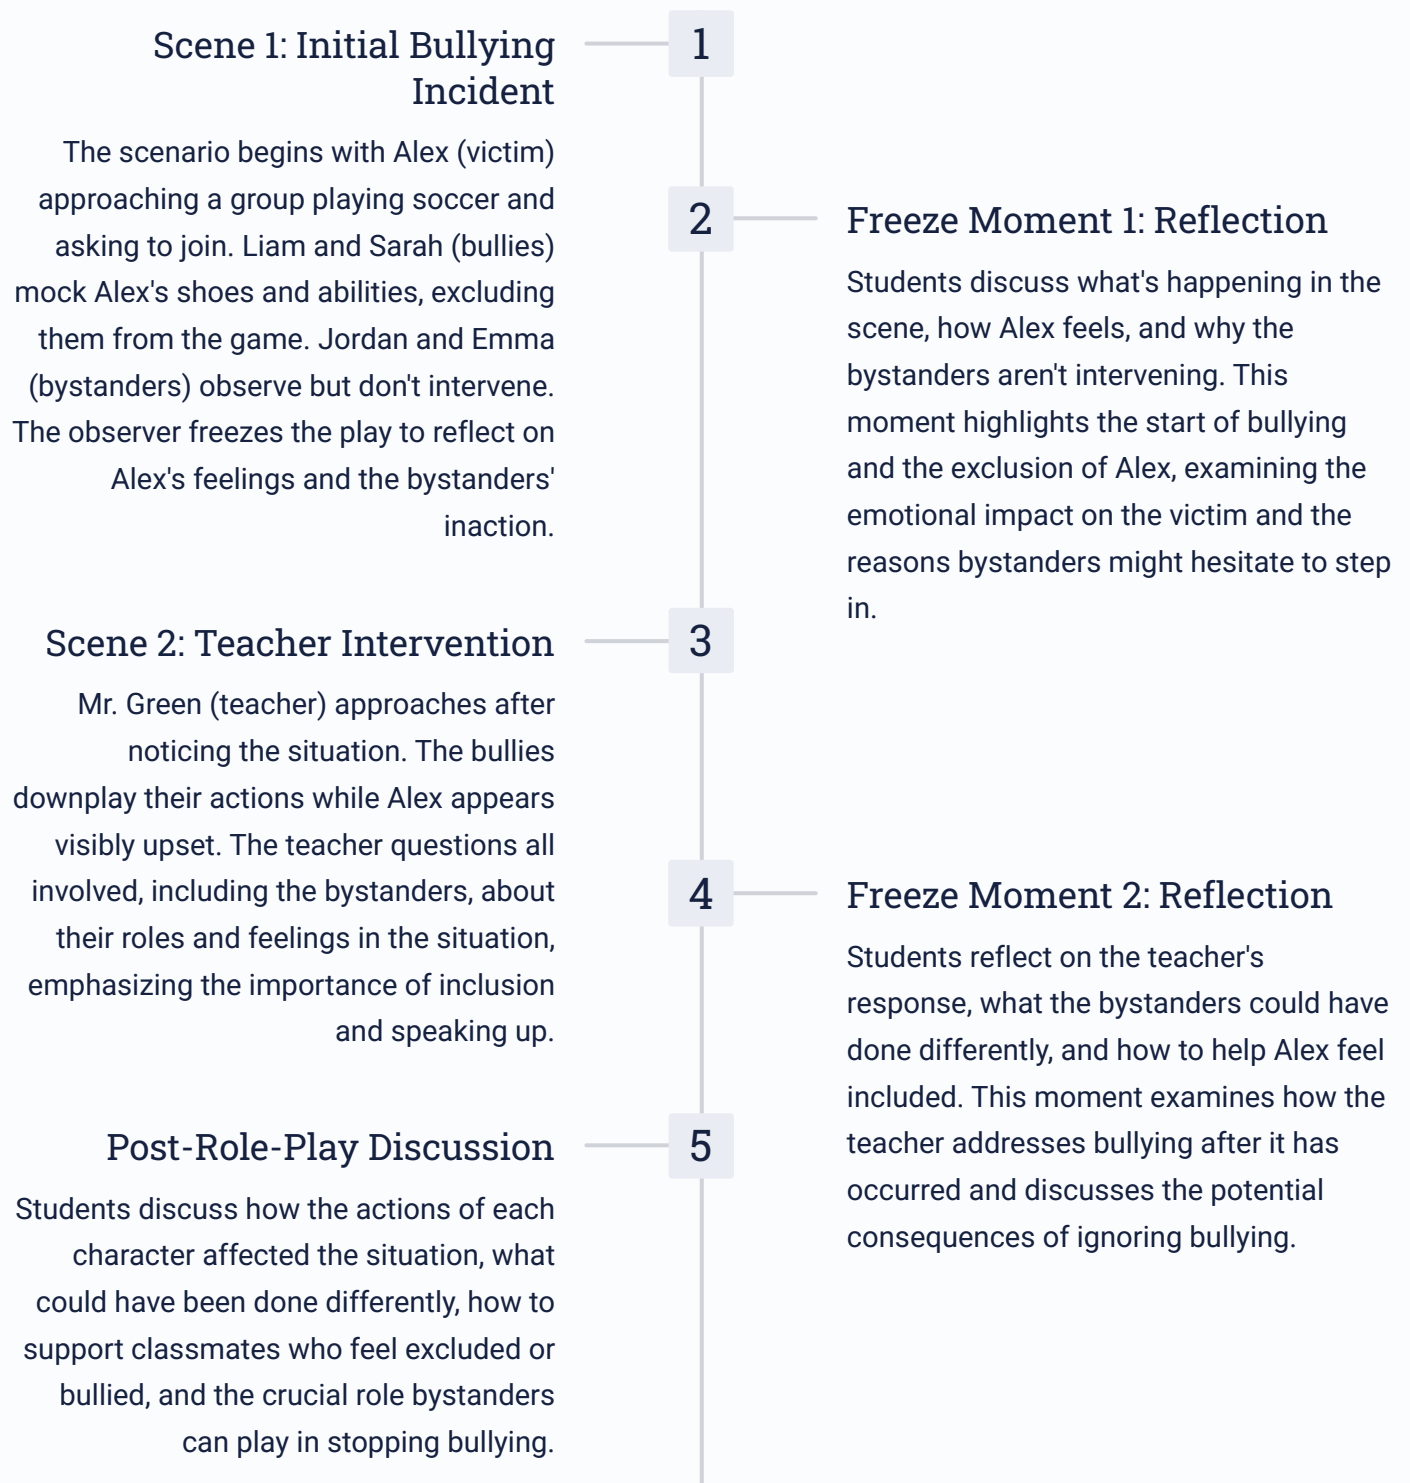 Scene 1: Initial Bullying
Incident
1
The scenario begins with Alex (victim)
approaching a group playing soccer and
asking to join. Liam and Sarah (bullies)
mock Alex's shoes and abilities, excluding
them from the game. Jordan and Emma
(bystanders) observe but don't intervene.
The observer freezes the play to reflect on
Alex's feelings and the bystanders'
inaction.
2
Freeze Moment 1: Reflection
Students discuss what's happening in the
scene, how Alex feels, and why the
bystanders aren't intervening. This
moment highlights the start of bullying
and the exclusion of Alex, examining the
emotional impact on the victim and the
reasons bystanders might hesitate to step
in.
Scene 2: Teacher Intervention
3
Mr. Green (teacher) approaches after
noticing the situation. The bullies
downplay their actions while Alex appears
visibly upset. The teacher questions all
involved, including the bystanders, about
their roles and feelings in the situation,
emphasizing the importance of inclusion
and speaking up.
4
Freeze Moment 2: Reflection
Students reflect on the teacher's
response, what the bystanders could have
done differently, and how to help Alex feel
included. This moment examines how the
teacher addresses bullying after it has
occurred and discusses the potential
consequences of ignoring bullying.
Post-Role-Play Discussion
5
Students discuss how the actions of each
character affected the situation, what
could have been done differently, how to
support classmates who feel excluded or
bullied, and the crucial role bystanders
can play in stopping bullying.